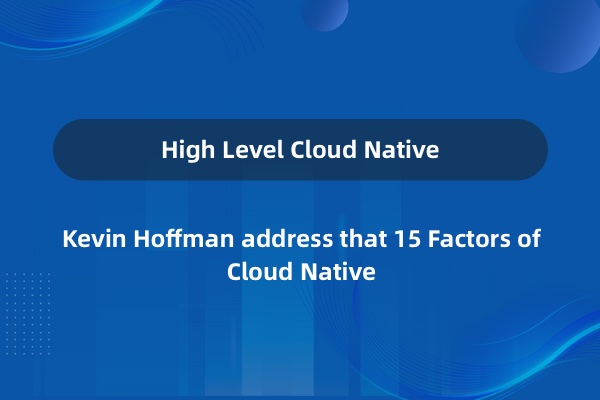 High Level Cloud Native
Kevin Hoffman address that 15 Factors of
Cloud Native